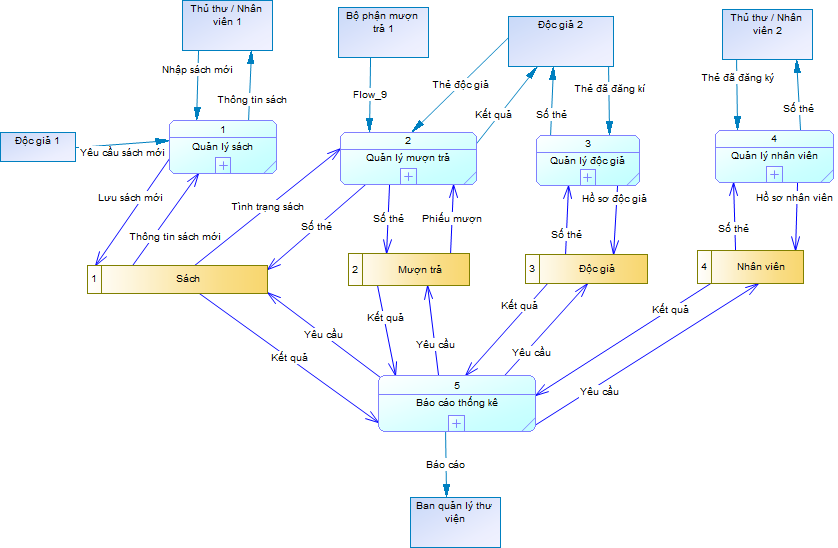 Thủ thư / Nhân
viên 1
Bộ phận mượn
trả 1
Độc giả 2
Thủ thư / Nhân
viên 2
Nhập sách mới
Thông tin sách
Flow_9
Thẻ độc giả
Kết quả
Số thẻ
Thẻ đã đăng kí
Thẻ đã đăng ký
Số thẻ
Độc giả 1
Yêu cầu sách mới
1
Quản lý sách
2
Quản lý mượn trả
3
Quản lý độc giả
4
Quản lý nhân viên
Lưu sách mới
Thông tin sách mới
Tình trạng sách
Số thẻ
Số thẻ
Phiếu mượn
Số thẻ
Hồ sơ độc giả
Số thẻ
Hồ sơ nhân viên
1
Sách
2
Mượn trả
3
Độc giả
4
Nhân viên
Kết quả
Yêu cầu
Kết quả
Yêu cầu
Kết quả
Yêu cầu
Kết quả
Yêu cầu
5
Báo cáo thống kê
Báo cáo
Ban quản lý thư
viện